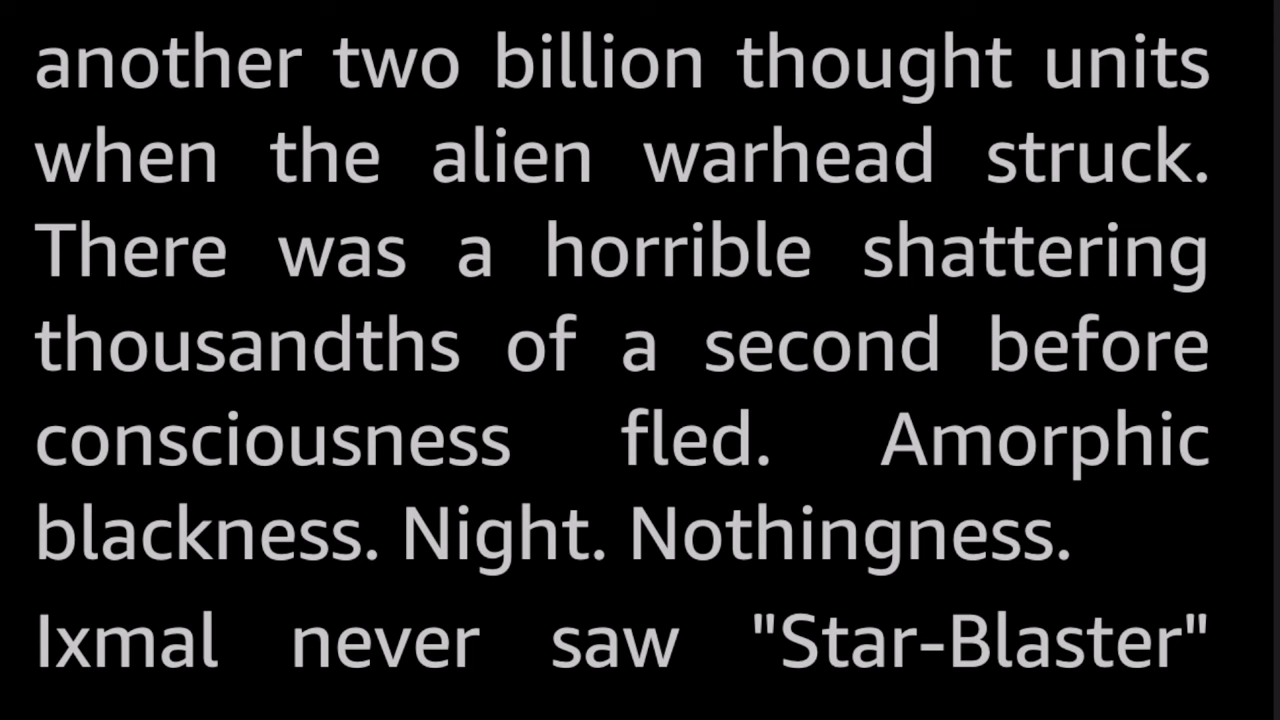 another two billion thought units
when the alien warhead struck.
There was a horrible shattering
thousandths of a second before
consciousness fled. Amorphic
blackness. Night. Nothingness.
Ixmal never saw "Star-Blaster"